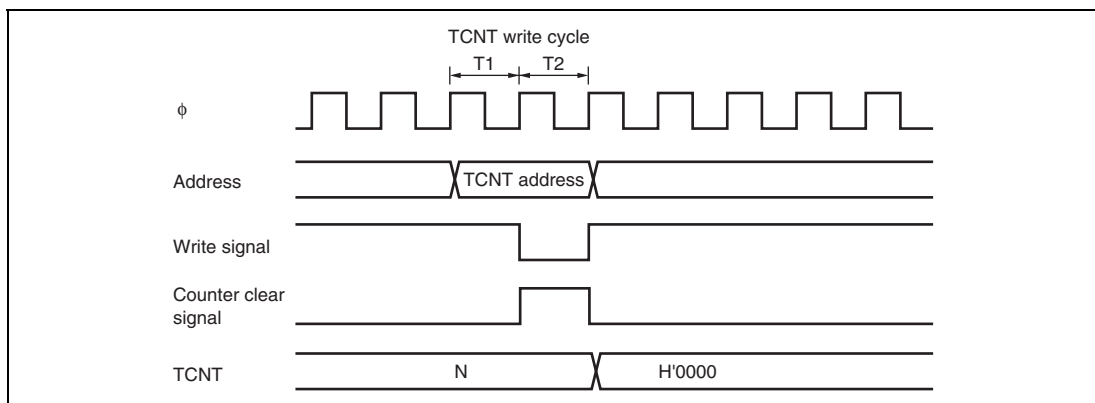 TCNT write cycle
T1 T2
ϕ
Address
TCNT address
Write signal
Counter clear
signal
TCNT
N
H'0000